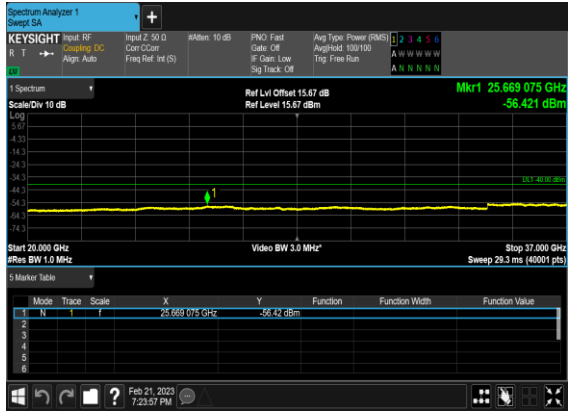 Spectrum Analyzer 1
Swept SA
+
KEYSIGHT Input: RF Input Z: 50 Ω #Atten: 10 dB PNO: Fast Avg Type: Power (RMS) 1 2 3 4 5 6
R T Coupling: DC Corr CCorr Gate: Off Avg|Hold: 100/100 A W W W W W
Align: Auto Freq Ref: Int (S) IF Gain: Low Trig: Free Run
Sig Track: Off A N N N N N
LXI
1 Spectrum Ref Lvl Offset 15.67 dB Mkr1 25.669 075 GHz
Scale/Div 10 dB Ref Level 15.67 dBm -56.421 dBm
Log
5.67
-4.33
-14.3
-24.3
-34.3
DL1 -40.00 dBm
-44.3
1
-54.3
-64.3
-74.3
Start 20.000 GHz Video BW 3.0 MHz* Stop 37.000 GHz
#Res BW 1.0 MHz Sweep 29.3 ms (40001 pts)
5 Marker Table
Mode Trace Scale X Y Function Function Width Function Value
1 N 1 f 25.669 075 GHz -56.42 dBm
2
3
4
5
6
? Feb 21, 2023
7:23:57 PM